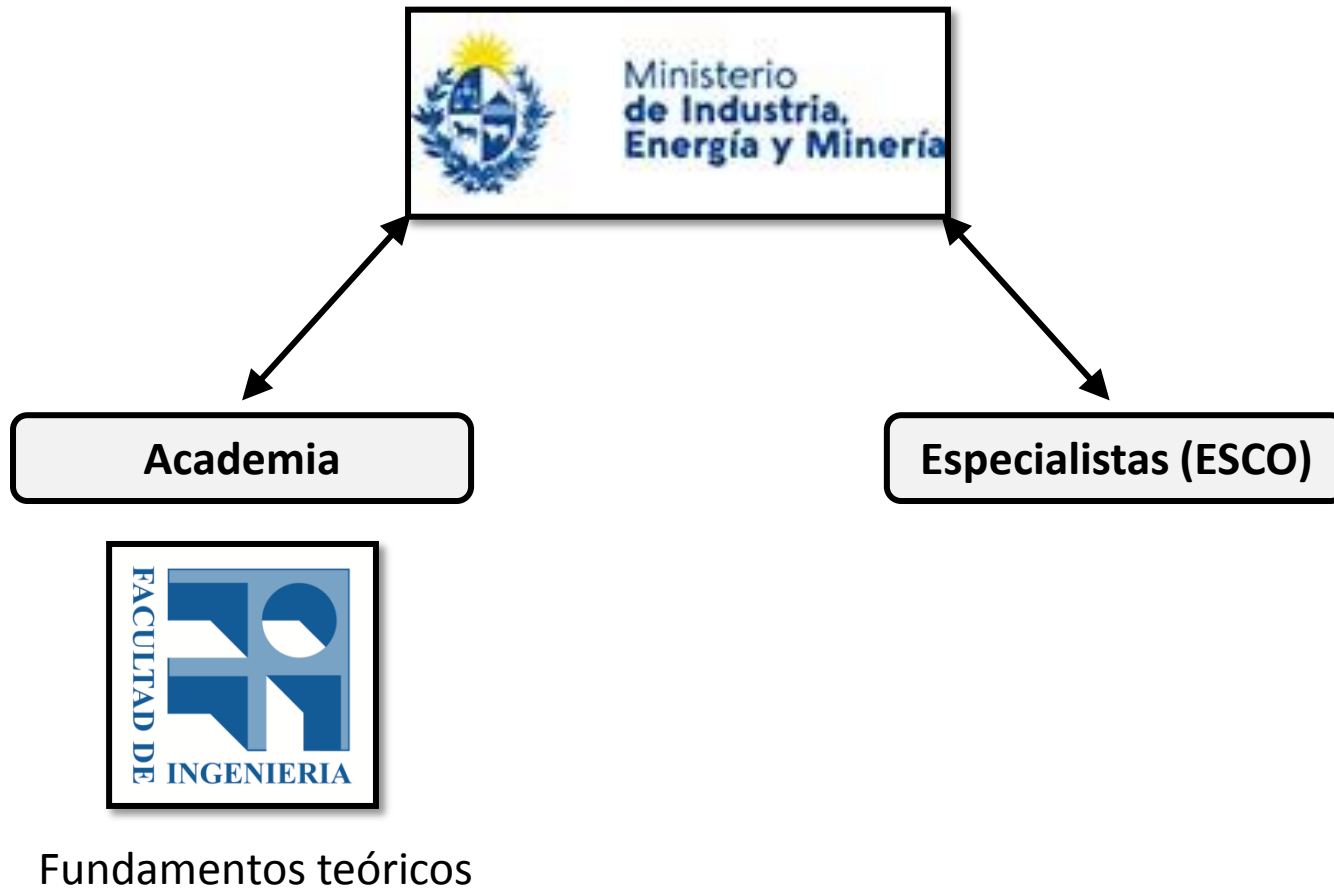 Ministerio
de Industria,
Energía y Minería
Academia
Especialistas (ESCO)
FACULTAD DE
INGENIERIA
Fundamentos teóricos